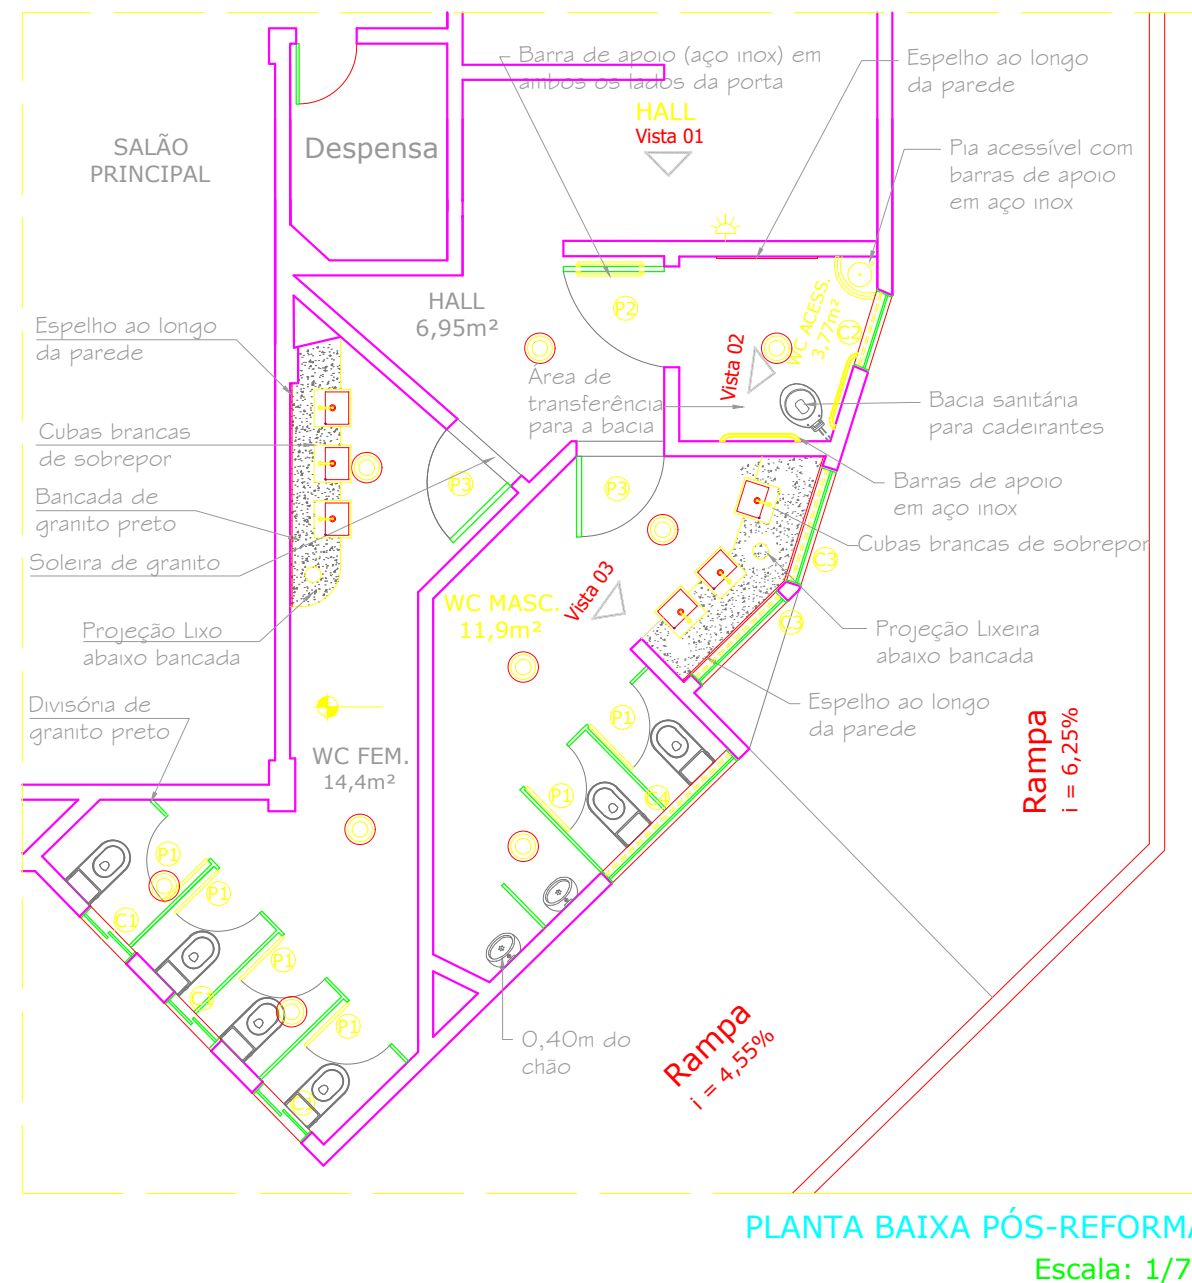 Barra de apoio (aço inox) em
ambos os lados da porta
Espelho ao longo
da parede
HALL
Vista 01
SALÃO
PRINCIPAL
Despensa
Pia acessível com
barras de apoio
em aço inox
HALL
6,95m²
P2
WC ACESS.
3,77m²
C2
Espelho ao longo
da parede
Vista 02
Área de
transferência
para a bacia
Bacia sanitária
para cadeirantes
Cubas brancas
de sobrepor
Bancada de
granito preto
Soleira de granito
P3
P3
Barras de apoio
em aço inox
Cubas brancas de sobrepor
C3
C3
WC MASC.
11,9m²
Vista 03
Projeção Lixo
abaixo bancada
Projeção Lixeira
abaixo bancada
Divisória de
granito preto
Espelho ao longo
da parede
WC FEM.
14,4m²
P1
P1
C4
Rampa
i = 6,25%
P1
P1
C1
P1
P1
0,40m do
chão
Rampa
i = 4,55%
PLANTA BAIXA PÓS-REFORMA
Escala: 1/7